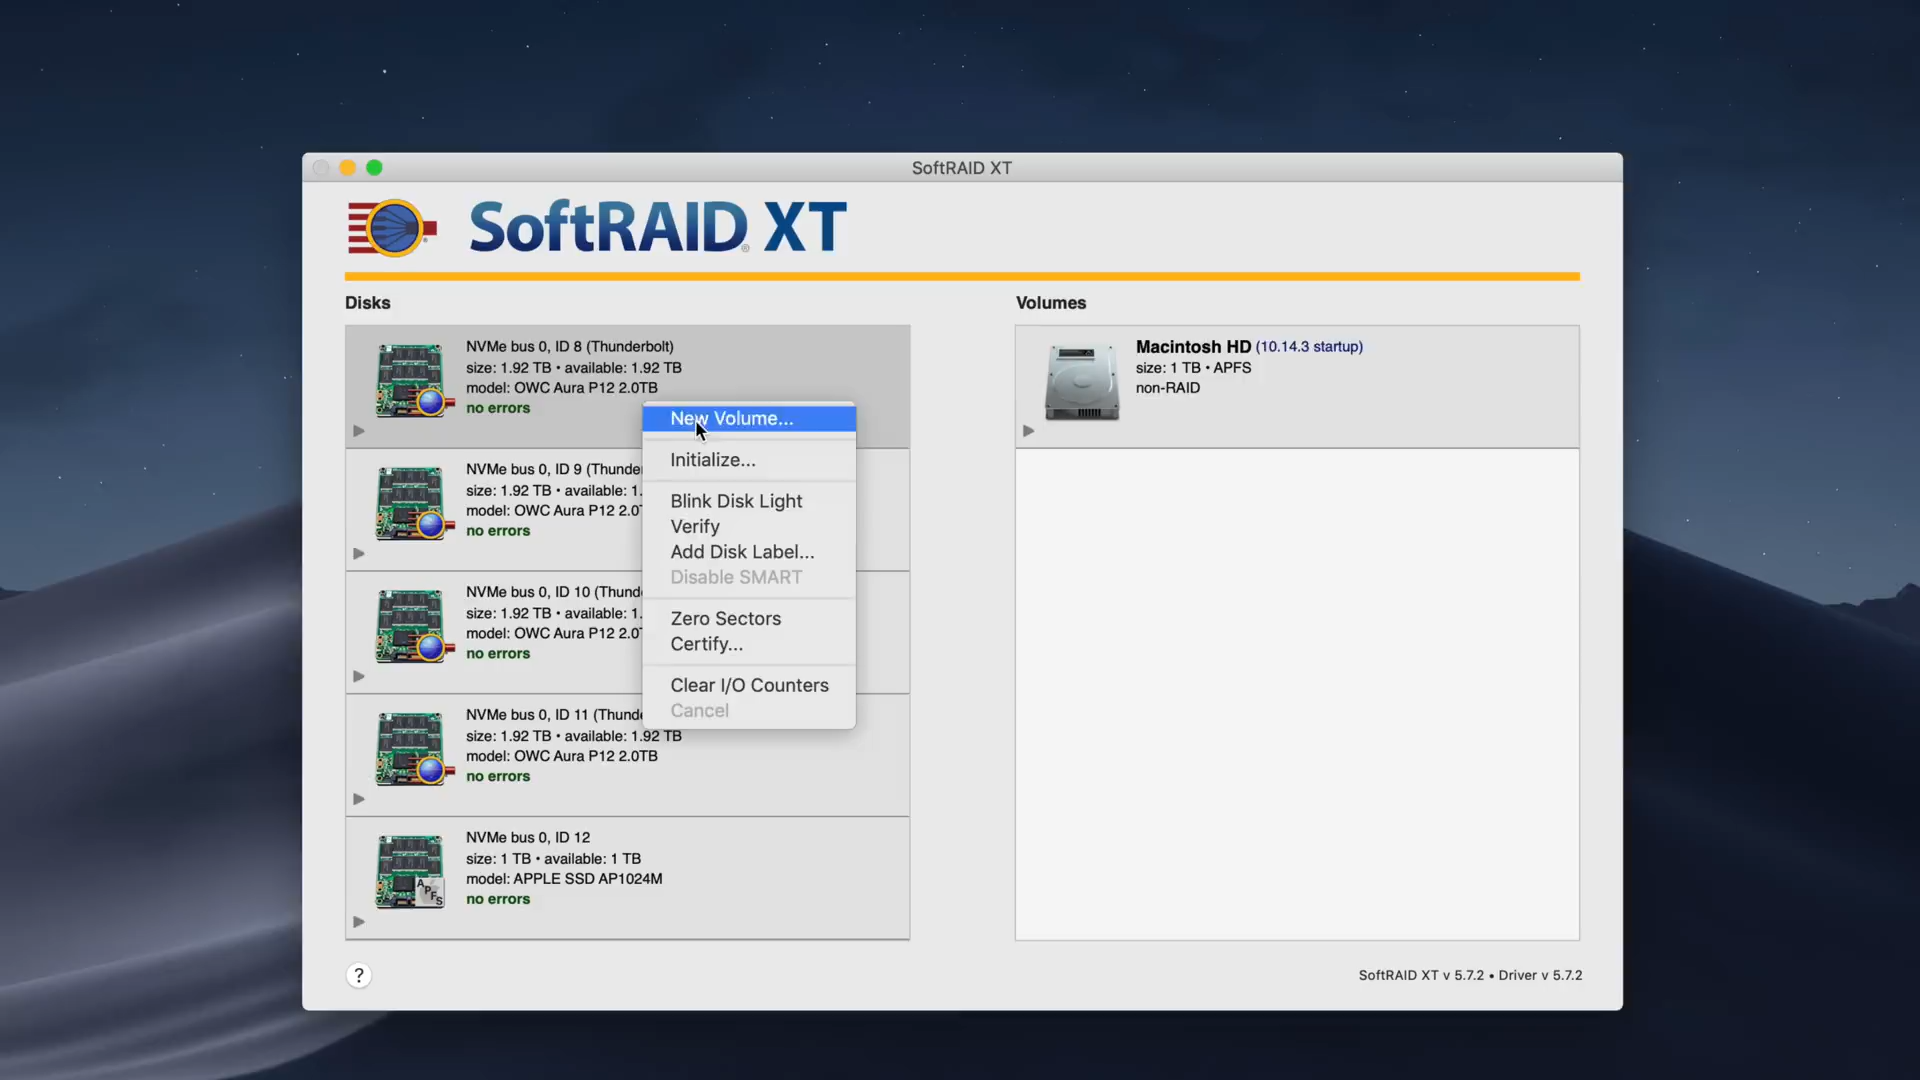 SoftRAID XT
SoftRAID XT
Disks
NVMe bus 0, ID 8 (Thunderbolt)
size: 1.92 TB • available: 1.92 TB
model: OWC Aura P12 2.0TB
no errors
NVMe bus 0, ID 9 (Thunde
size: 1.92 TB • available: 1.
model: OWC Aura P12 2.0T
no errors
NVMe bus 0, ID 10 (Thund
size: 1.92 TB • available: 1.
model: OWC Aura P12 2.0T
no errors
NVMe bus 0, ID 11 (Thunde
size: 1.92 TB • available: 1.92 TB
model: OWC Aura P12 2.0TB
no errors
NVMe bus 0, ID 12
size: 1 TB • available: 1 TB
model: APPLE SSD AP1024M
no errors
APFS
New Volume...
Initialize...
Blink Disk Light
Verify
Add Disk Label...
Disable SMART
Zero Sectors
Certify...
Clear I/O Counters
Cancel
Volumes
Macintosh HD (10.14.3 startup)
size: 1 TB • APFS
non-RAID
?
SoftRAID XT v 5.7.2 • Driver v 5.7.2